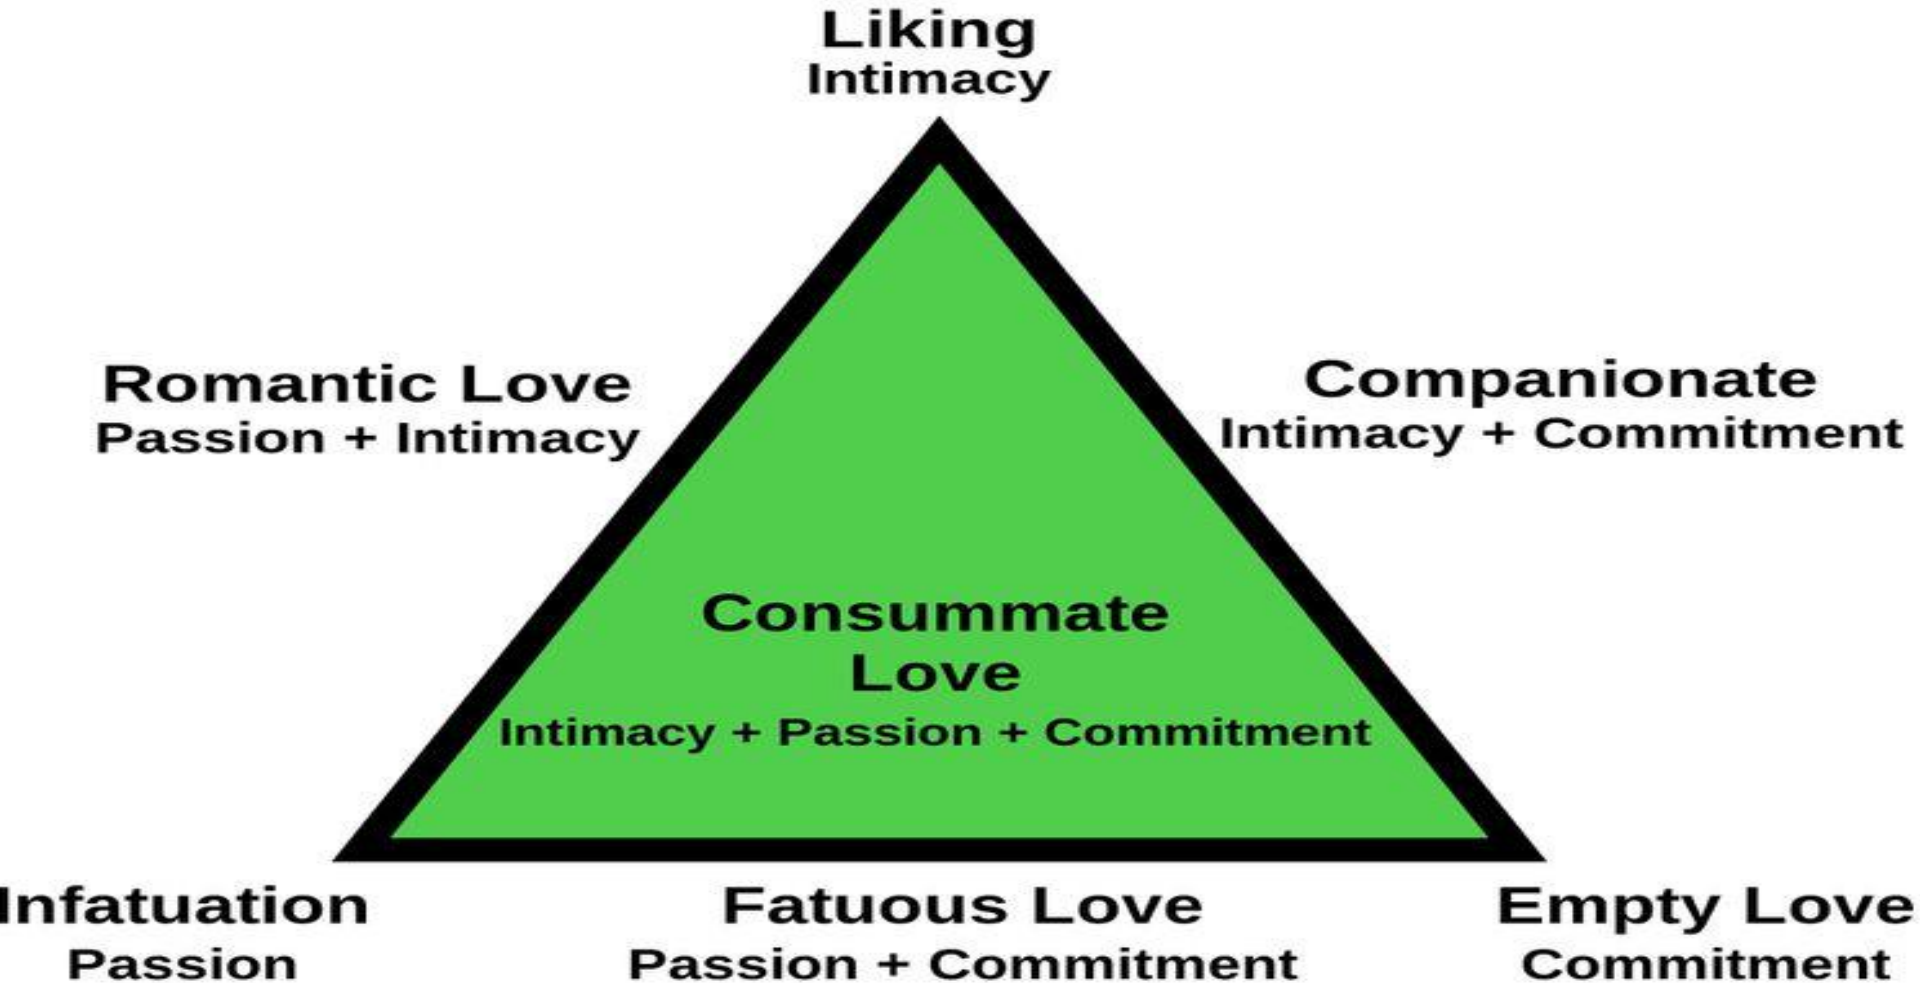 Liking
Intimacy
Romantic Love
Passion + Intimacy
Companionate
Intimacy + Commitment
Consummate
Love
Intimacy + Passion + Commitment
Infatuation
Passion
Fatuous Love
Passion + Commitment
Empty Love
Commitment